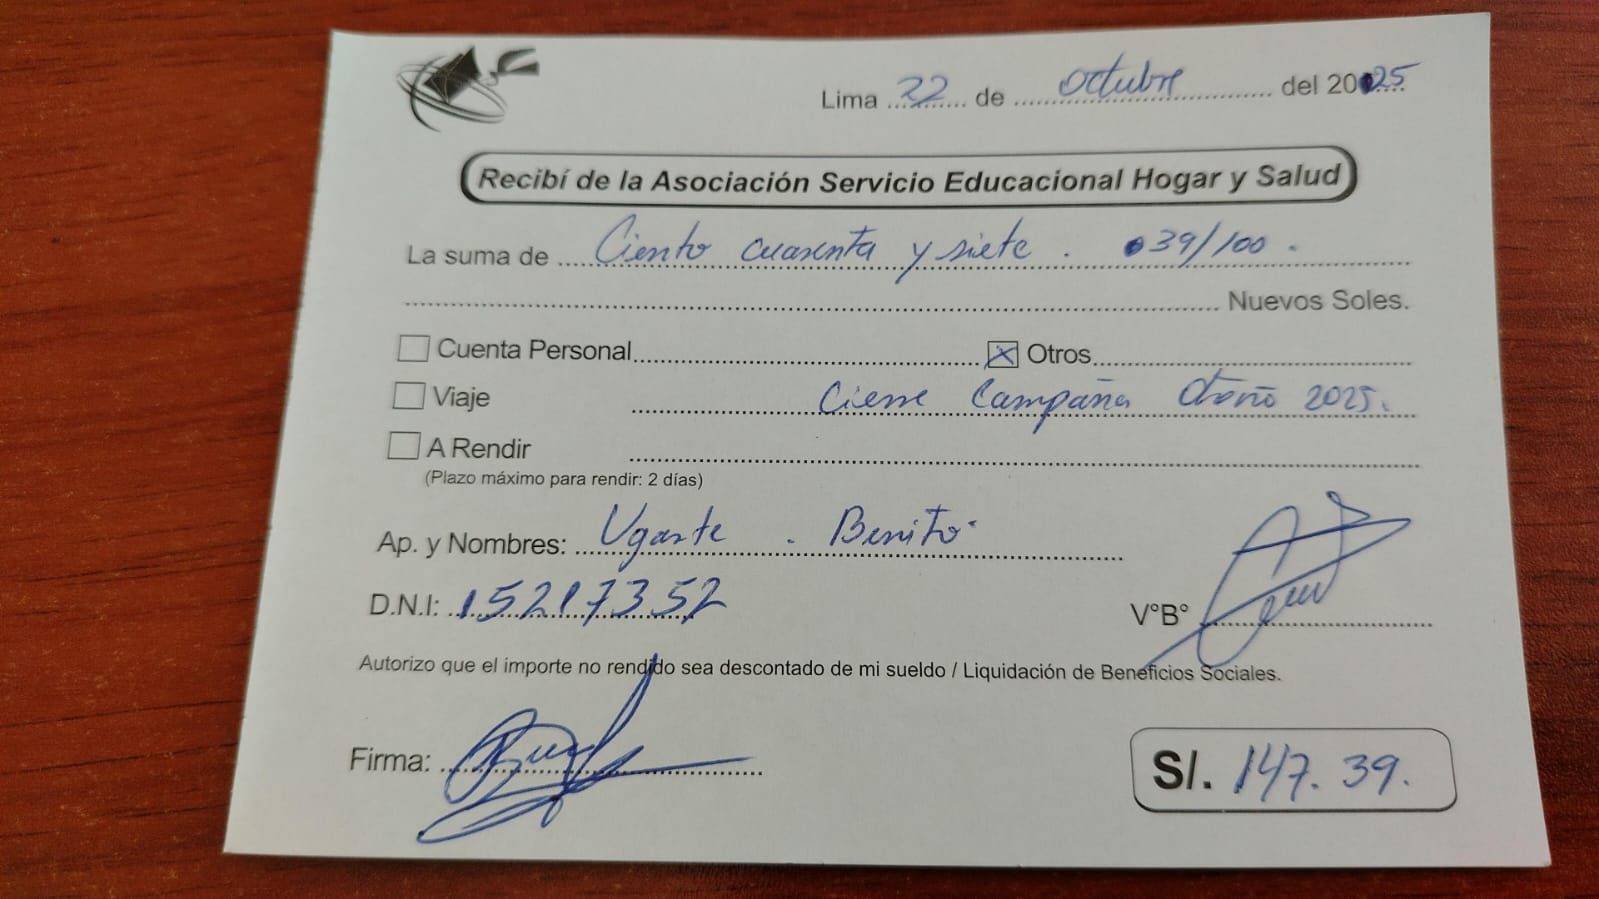 Lima 22 de octubre del 2025
Recibí de la Asociación Servicio Educacional Hogar y Salud
La suma de Ciento cuarenta y siete . 39/100 .
Nuevos Soles.
Cuenta Personal Otros
Viaje Cierre Campaña Otoño 2025.
A Rendir
(Plazo máximo para rendir: 2 días)
Ap. y Nombres: Ugarte . Benito
D.N.I: 15217352 V°B°
Autorizo que el importe no rendido sea descontado de mi sueldo / Liquidación de Beneficios Sociales.
Firma: S/. 147.39.